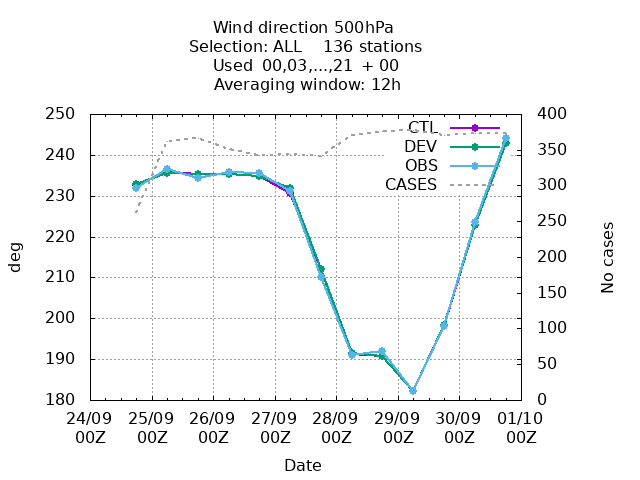 Wind direction 500hPa
Selection: ALL    136 stations
Used  00,03,...,21  + 00
Averaging window: 12h
250
240
230
220
210
200
190
180
deg
400
350
300
250
200
150
100
50
0
No cases
CTL
DEV
OBS
CASES
24/09 25/09 26/09 27/09 28/09 29/09 30/09 01/10
00Z 00Z 00Z 00Z 00Z 00Z 00Z 00Z
Date